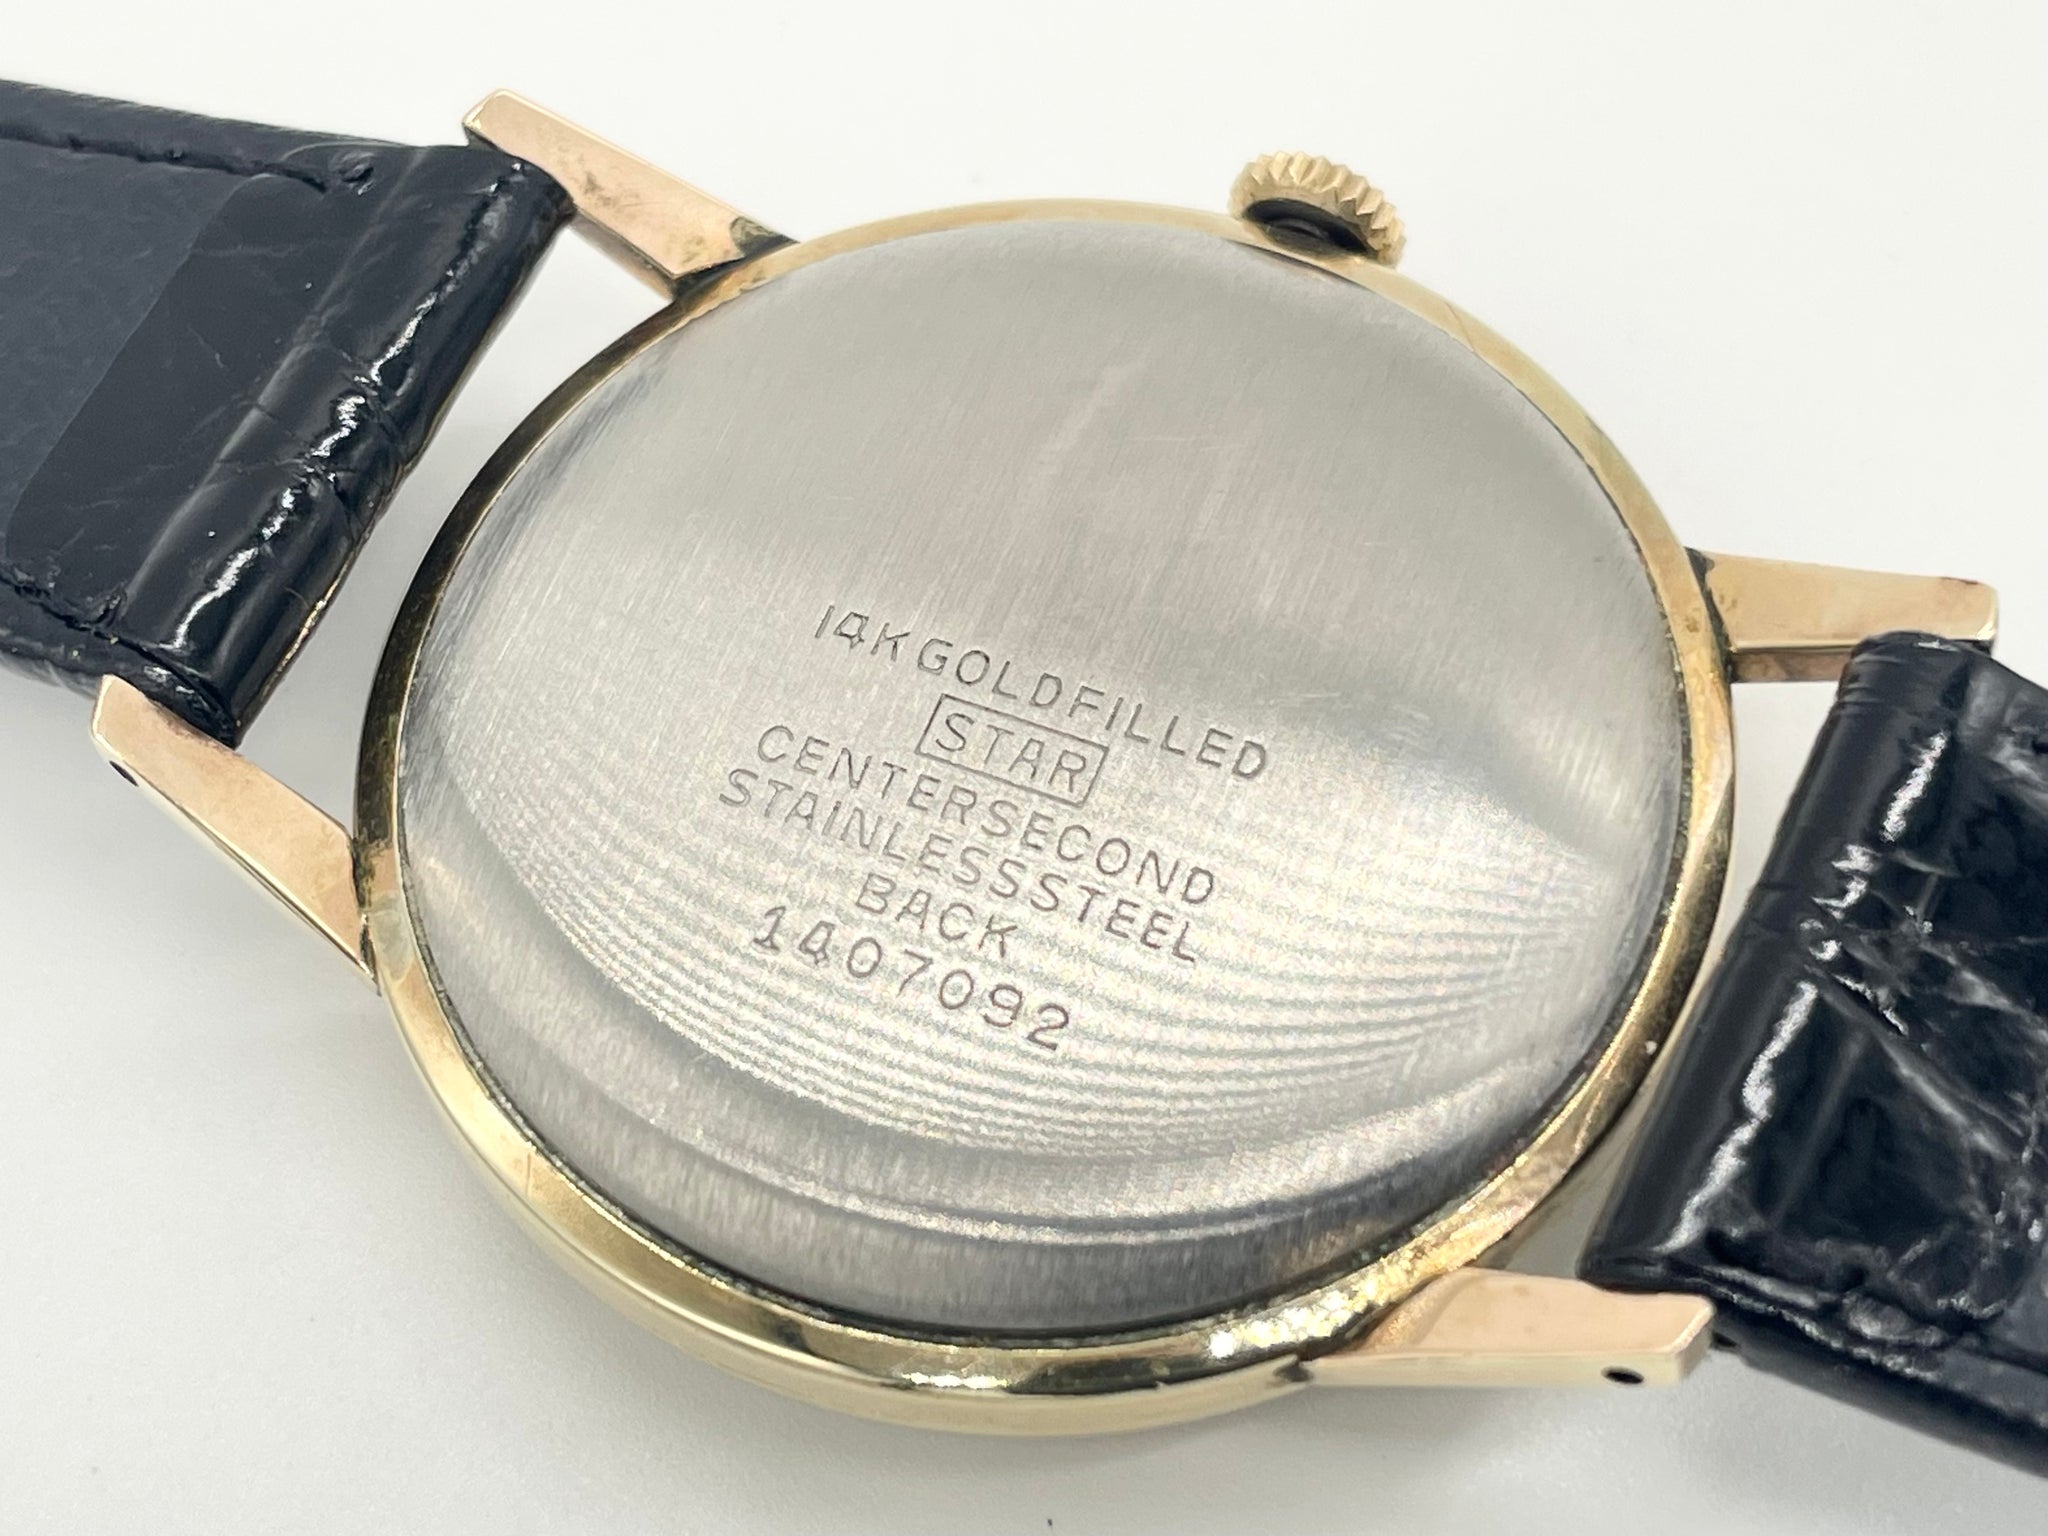 14K GOLDFILLED
STAR
CENTERSECOND
STAINLESSSTEEL
BACK
1407092